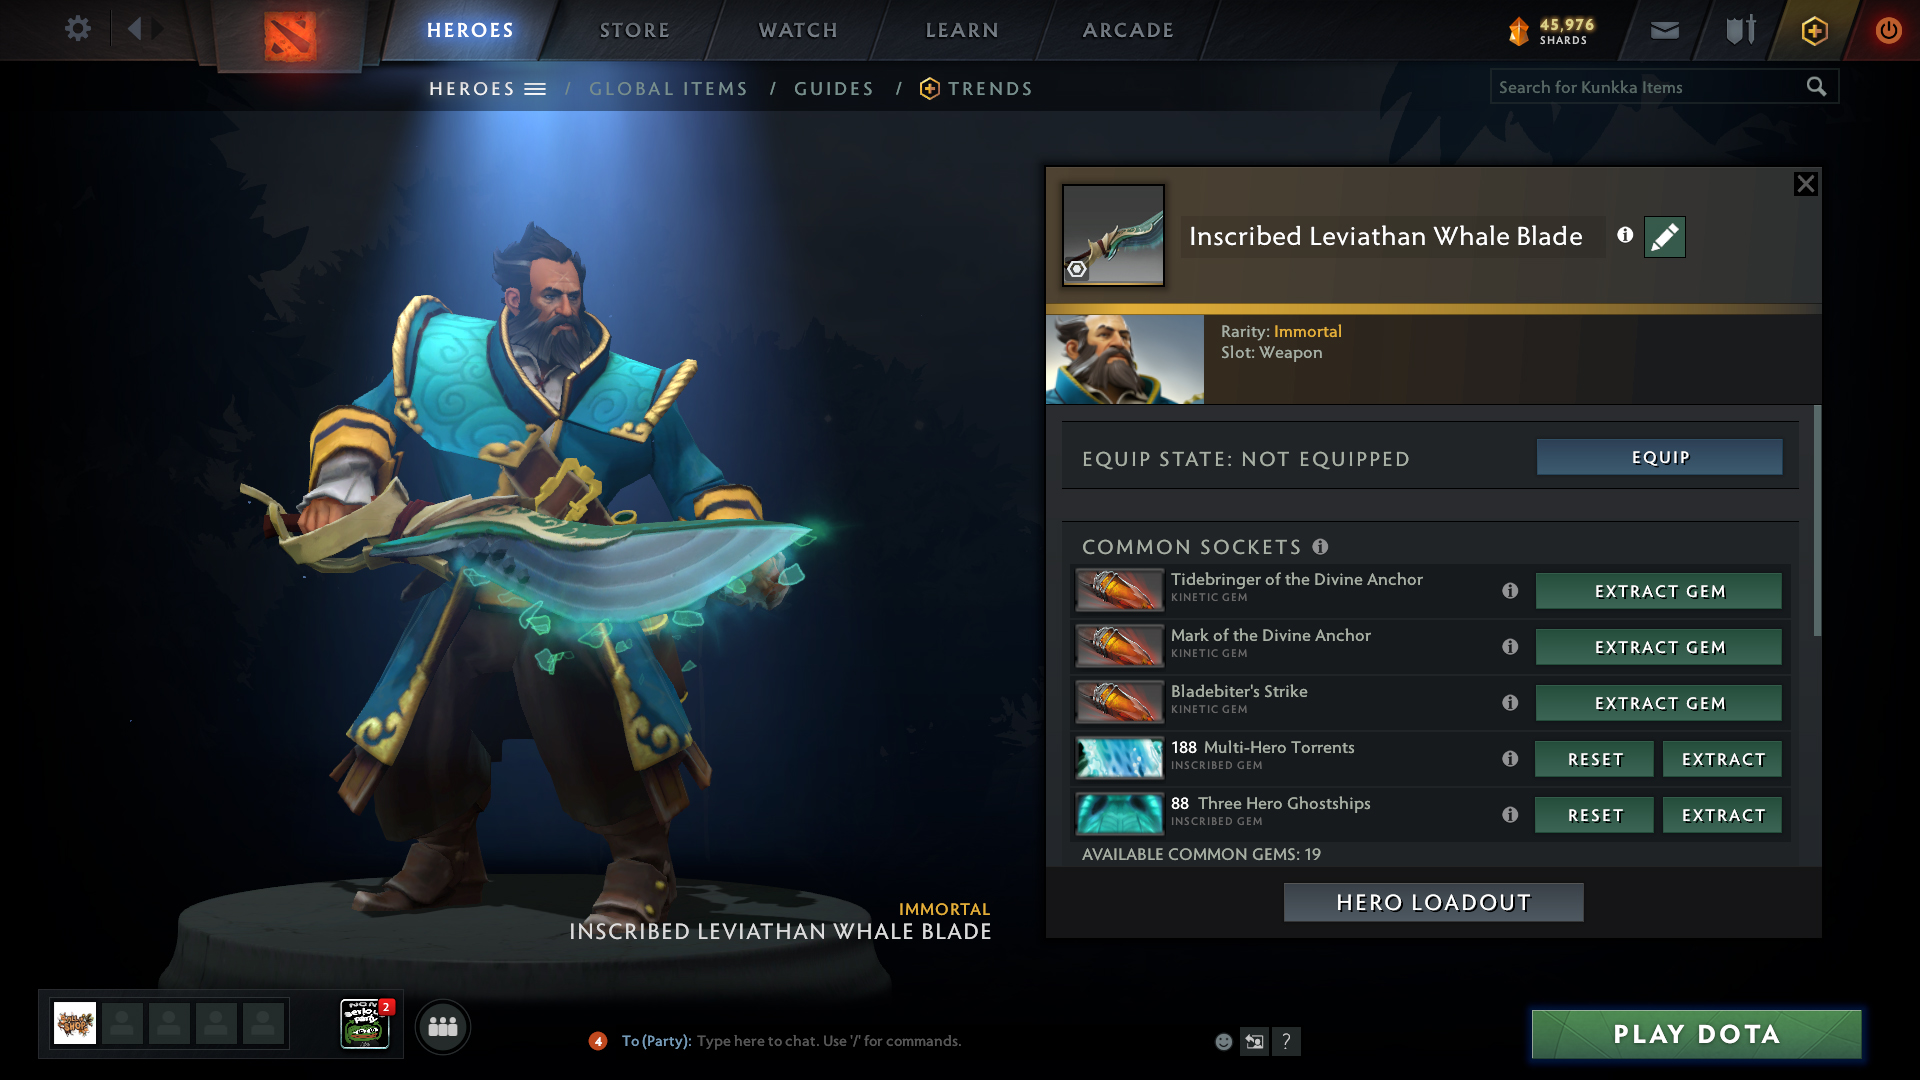 HEROES
STORE
WATCH
LEARN
ARCADE
45,976
SHARDS
HEROES / GLOBAL ITEMS / GUIDES / TRENDS
Search for Kunkka Items
Inscribed Leviathan Whale Blade
Rarity: Immortal
Slot: Weapon
EQUIP STATE: NOT EQUIPPED
EQUIP
COMMON SOCKETS
Tidebringer of the Divine Anchor
KINETIC GEM
EXTRACT GEM
Mark of the Divine Anchor
KINETIC GEM
EXTRACT GEM
Bladebiter's Strike
KINETIC GEM
EXTRACT GEM
188 Multi-Hero Torrents
INSCRIBED GEM
RESET
EXTRACT
88 Three Hero Ghostships
INSCRIBED GEM
RESET
EXTRACT
AVAILABLE COMMON GEMS: 19
HERO LOADOUT
IMMORTAL
INSCRIBED LEVIATHAN WHALE BLADE
2
4
To (Party): Type here to chat. Use '/' for commands.
?
PLAY DOTA